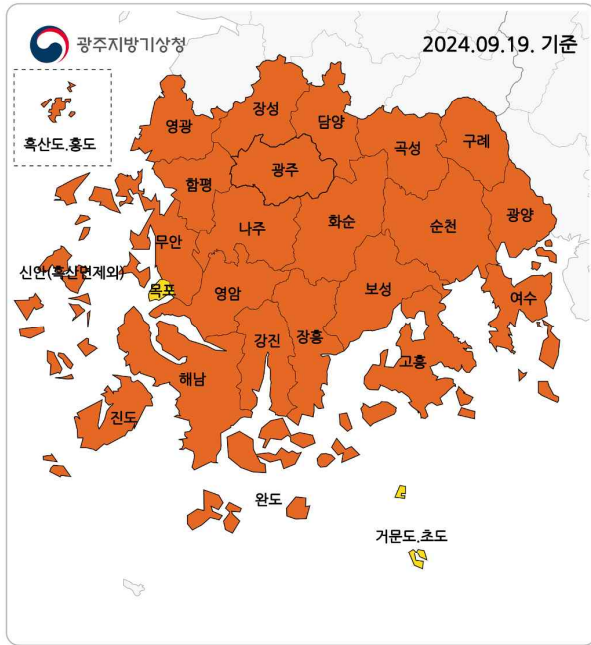 광주지방기상청
2024.09.19. 기준
흑산도.홍도
영광
장성
담양
곡성
구례
함평
광주
나주
화순
순천
광양
무안
신안(흑산면제외)
목포
영암
보성
여수
강진
장흥
고흥
해남
진도
완도
거문도.초도